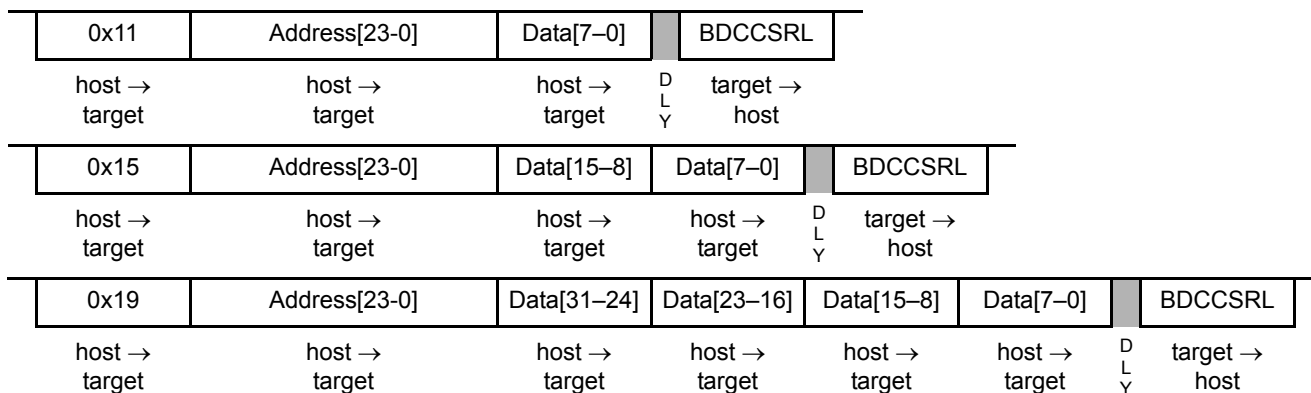 0x11 Address[23-0] Data[7–0] BDCCSRL
host → host → host → D target →
target target target L host
Y
0x15 Address[23-0] Data[15–8] Data[7–0] BDCCSRL
host → host → host → host → D target →
target target target target L host
Y
0x19 Address[23-0] Data[31–24] Data[23–16] Data[15–8] Data[7–0] BDCCSRL
host → host → host → host → host → host → D target →
target target target target target target L host
Y